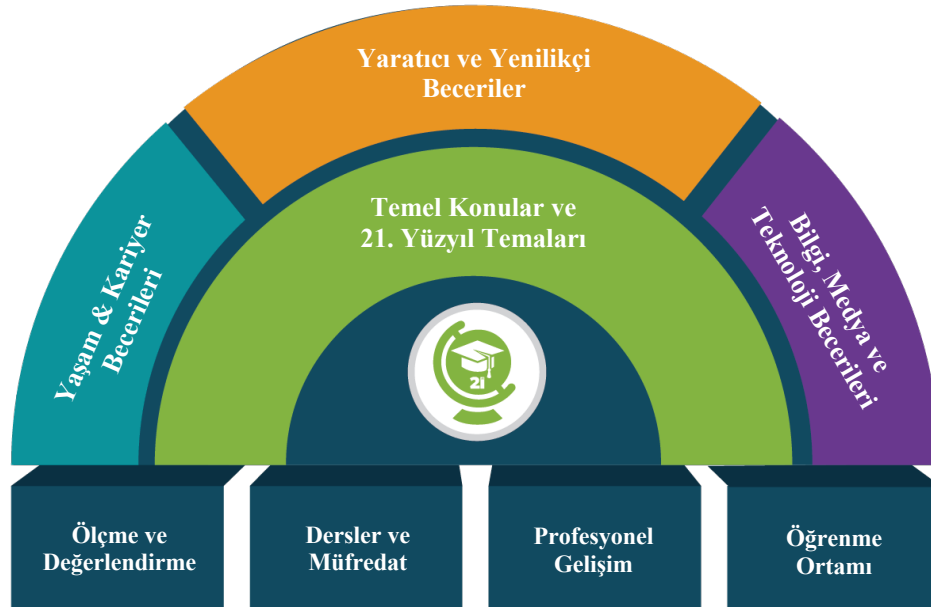 Yaratıcı ve Yenilikçi
Beceriler
Temel Konular ve
21. Yüzyıl Temaları
Yaşam & Kariyer
Becerileri
Bilgi, Medya ve
Teknoloji Becerileri
21
Ölçme ve
Değerlendirme
Dersler ve
Müfredat
Profesyonel
Gelişim
Öğrenme
Ortamı